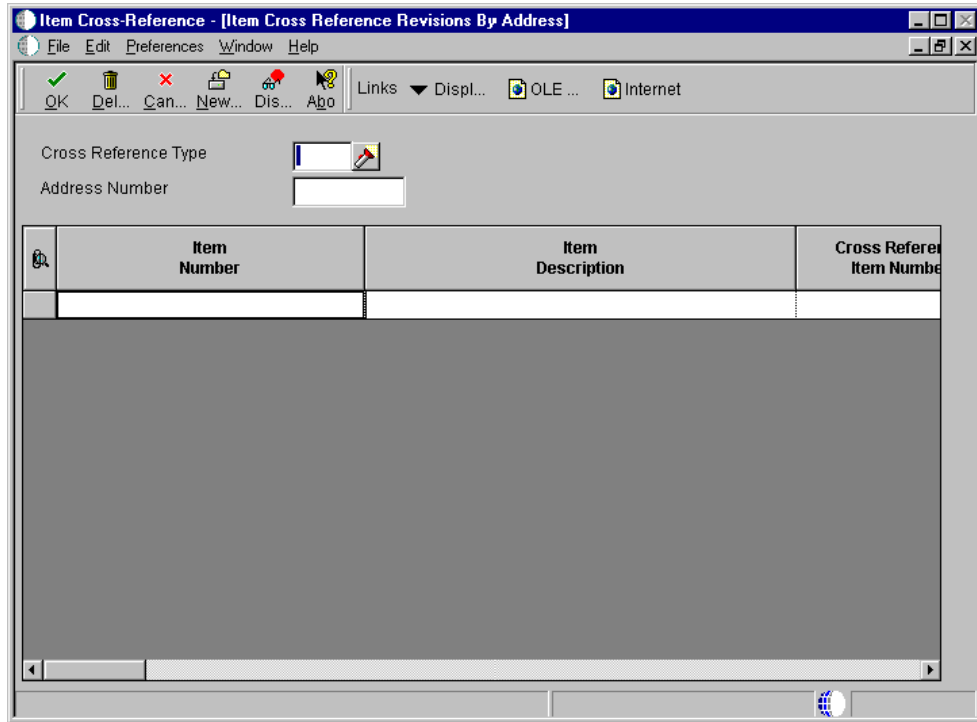 Item Cross-Reference - [Item Cross Reference Revisions By Address]
File Edit Preferences Window Help
OK Del... Can... New... Dis... Abo Links Displ... OLE ... Internet
Cross Reference Type
Address Number
Item Number
Item Description
Cross Referen
Item Numbe